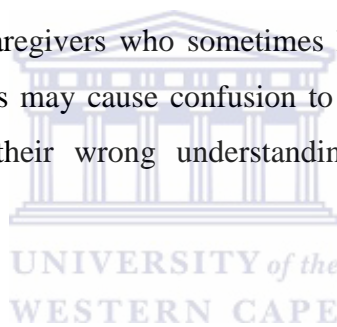 aregivers who sometimes
s may cause confusion to
their wrong understandin
UNIVERSITY of the
WESTERN CAPE